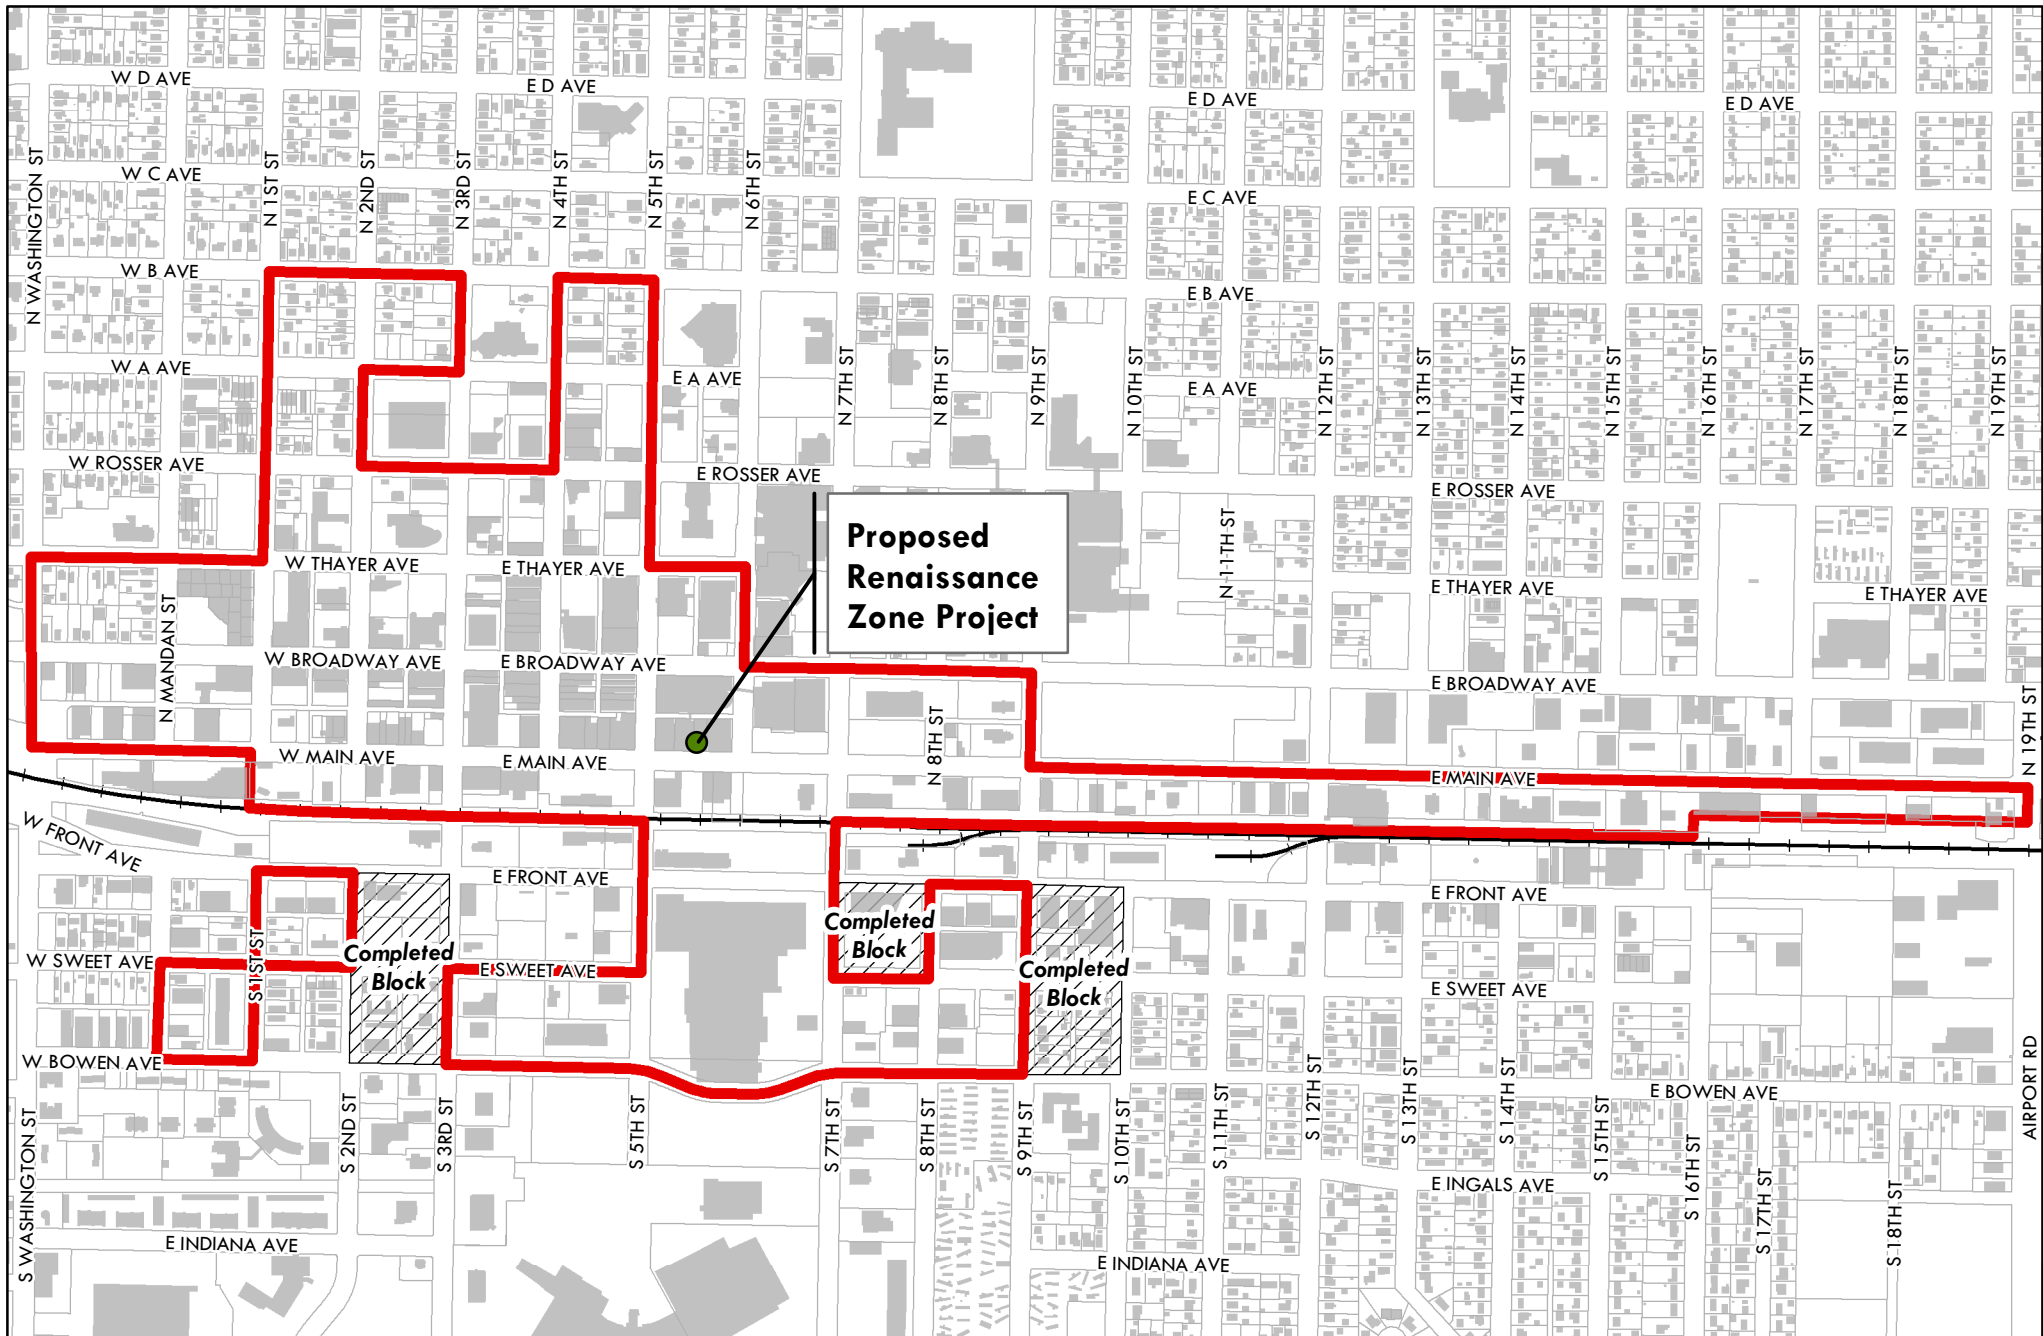 W D AVE
E D AVE
E D AVE
E D AVE
N WASHINGTON ST
W C AVE
N 1ST ST
N 2ND ST
N 3RD ST
N 4TH ST
N 5TH ST
N 6TH ST
E C AVE
W B AVE
E B AVE
W A AVE
E A AVE
N 7TH ST
N 8TH ST
N 9TH ST
N 10TH ST
E A AVE
N 12TH ST
N 13TH ST
N 14TH ST
N 15TH ST
N 16TH ST
N 17TH ST
N 18TH ST
N 19TH ST
W ROSSER AVE
E ROSSER AVE
E ROSSER AVE
Proposed
Renaissance
Zone Project
N 11TH ST
W THAYER AVE
E THAYER AVE
E THAYER AVE
E THAYER AVE
N MANDAN ST
W BROADWAY AVE
E BROADWAY AVE
E BROADWAY AVE
N 8TH ST
N 19TH ST
W MAIN AVE
E MAIN AVE
E MAIN AVE
W FRONT AVE
E FRONT AVE
E FRONT AVE
Completed
Block
Completed
Block
Completed
Block
W SWEET AVE
S 1ST ST
E SWEET AVE
E SWEET AVE
W BOWEN AVE
E BOWEN AVE
AIRPORT RD
S WASHINGTON ST
S 2ND ST
S 3RD ST
S 5TH ST
S 7TH ST
S 8TH ST
S 9TH ST
S 10TH ST
S 11TH ST
S 12TH ST
S 13TH ST
S 14TH ST
S 15TH ST
S 16TH ST
S 17TH ST
S 18TH ST
E INGALS AVE
E INDIANA AVE
E INDIANA AVE